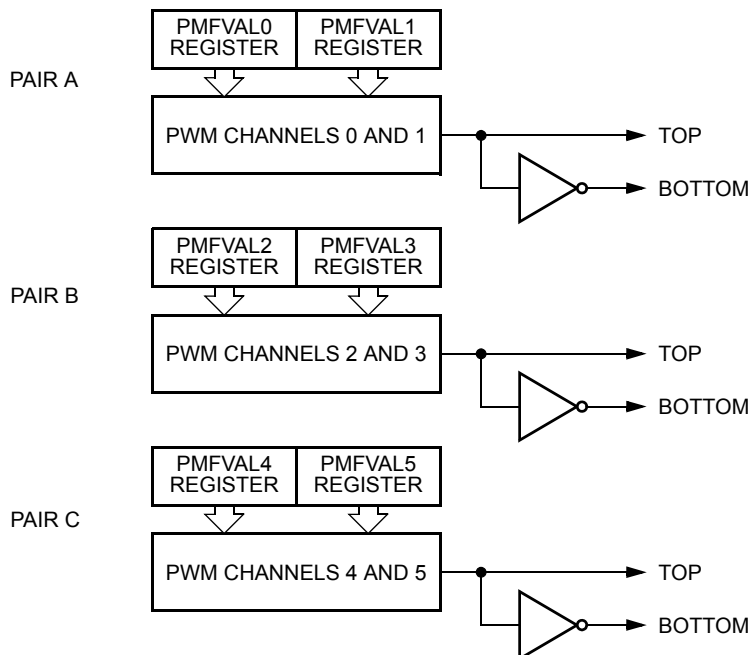 PMFVAL0 PMFVAL1
REGISTER REGISTER
PAIR A
PWM CHANNELS 0 AND 1
TOP
BOTTOM
PMFVAL2 PMFVAL3
REGISTER REGISTER
PAIR B
PWM CHANNELS 2 AND 3
TOP
BOTTOM
PMFVAL4 PMFVAL5
REGISTER REGISTER
PAIR C
PWM CHANNELS 4 AND 5
TOP
BOTTOM